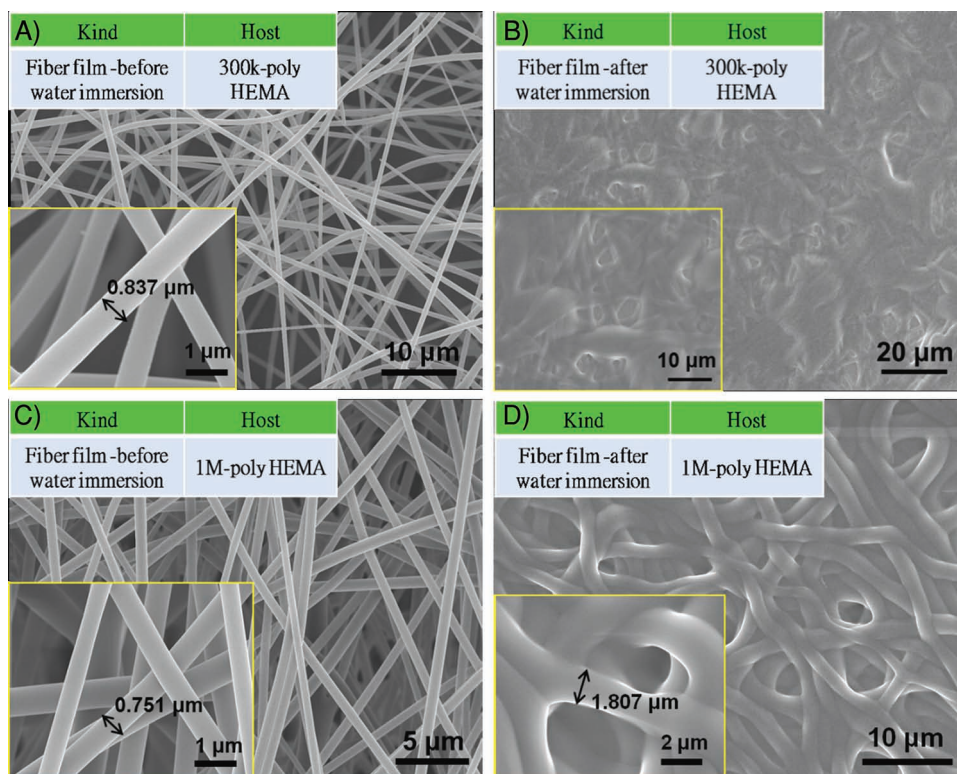 A) Kind Host
Fiber film -before
water immersion
300k-poly
HEMA
0.837 µm
1 µm
10 µm
B) Kind Host
Fiber film -after
water immersion
300k-poly
HEMA
10 µm
20 µm
C) Kind Host
Fiber film -before
water immersion
1M-poly HEMA
0.751 µm
1 µm
5 µm
D) Kind Host
Fiber film -after
water immersion
1M-poly HEMA
1.807 µm
2 µm
10 µm